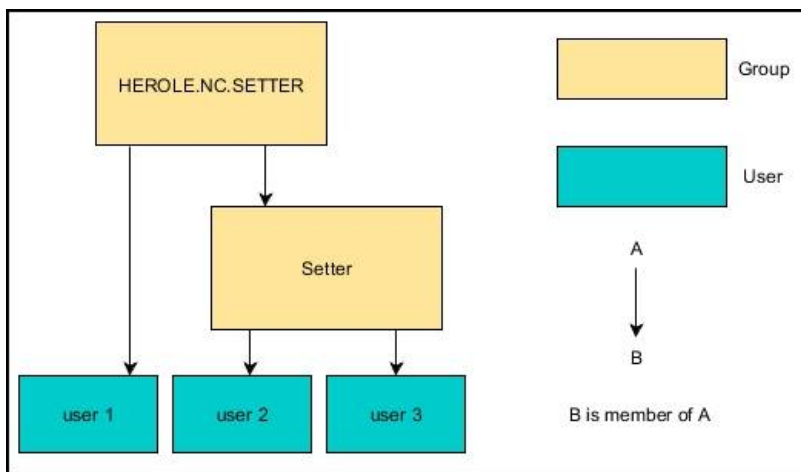 HEROLE.NC.SETTER
Group
User
Setter
A
B
user 1
user 2
user 3
B is member of A